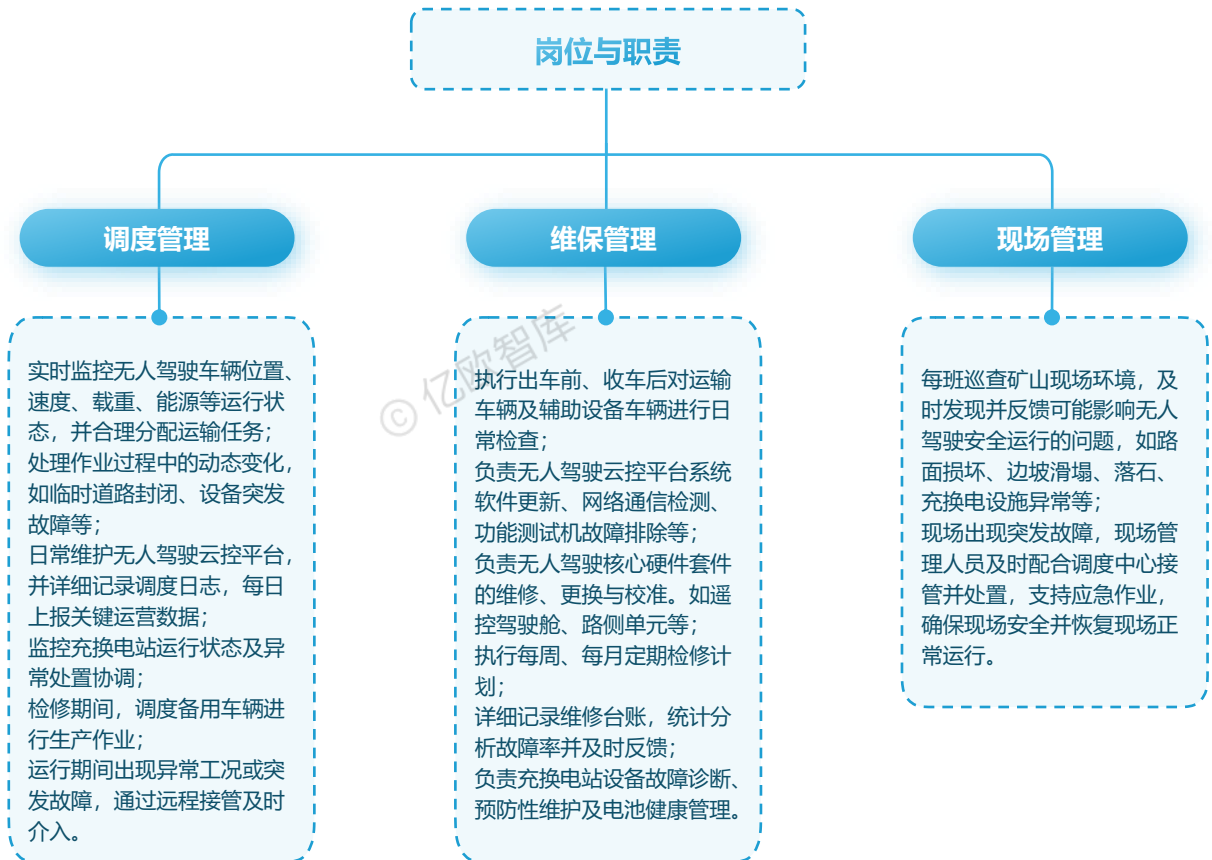 岗位与职责
调度管理
实时监控无人驾驶车辆位置、
速度、载重、能源等运行状
态，并合理分配运输任务；
处理作业过程中的动态变化，
如临时道路封闭、设备突发
故障等；
日常维护无人驾驶云控平台，
并详细记录调度日志，每日
上报关键运营数据；
监控充换电站运行状态及异
常处置协调；
检修期间，调度备用车辆进
行生产作业；
运行期间出现异常工况或突
发故障，通过远程接管及时
介入。
维保管理
执行出车前、收车后对运输
车辆及辅助设备车辆进行日
常检查；
负责无人驾驶云控平台系统
软件更新、网络通信检测、
功能测试机故障排除等；
负责无人驾驶核心硬件套件
的维修、更换与校准。如遥
控驾驶舱、路侧单元等；
执行每周、每月定期检修计
划；
详细记录维修台账，统计分
析故障率并及时反馈；
负责充换电站设备故障诊断、
预防性维护及电池健康管理。
现场管理
每班巡查矿山现场环境，及
时发现并反馈可能影响无人
驾驶安全运行的问题，如路
面损坏、边坡滑塌、落石、
充换电设施异常等；
现场出现突发故障，现场管
理人员及时配合调度中心接
管并处置，支持应急作业，
确保现场安全并恢复现场正
常运行。
© 亿欧智库